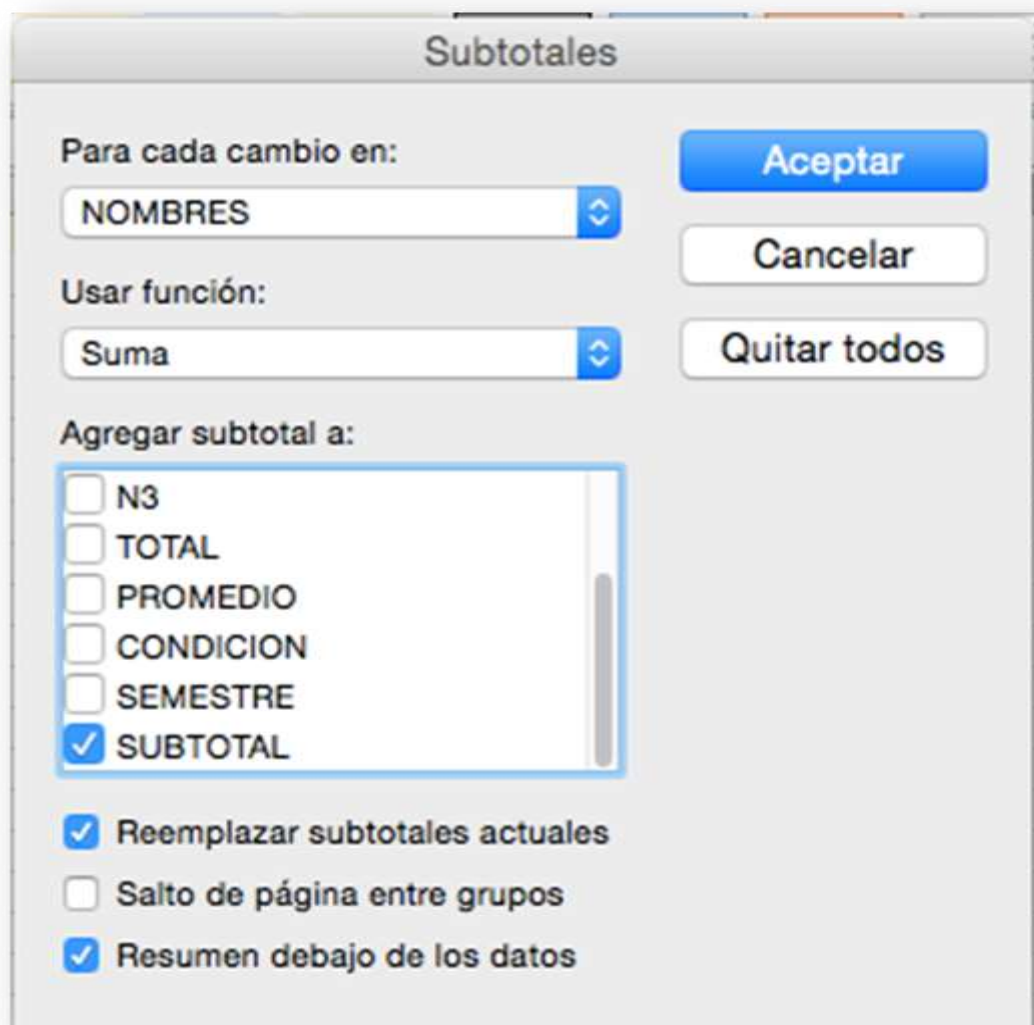 Subtotales
Para cada cambio en:
NOMBRES
Aceptar
Cancelar
Usar función:
Suma
Quitar todos
Agregar subtotal a:
N3
TOTAL
PROMEDIO
CONDICION
SEMESTRE
SUBTOTAL
Reemplazar subtotales actuales
Salto de página entre grupos
Resumen debajo de los datos